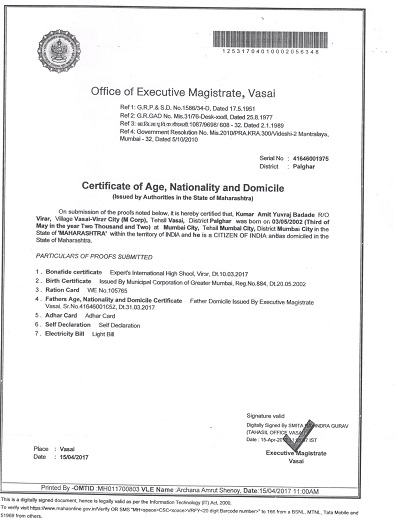 12531704010002056348
Office of Executive Magistrate, Vasai
Ref 1: G.R.P.& S.D. No.1586/34-D, Dated 17.5.1951
Ref 2: G.R.GAD No. Mis.31/76-Desk-xxxII, Dated 25.8.1977
32, Dated 2.1.1989
Ref 4: Government Resolution No. Mis.2010/PRA.KRA.300/Videshi-2 Mantralaya,
Mumbai - 32, Dated 5/10/2010
Serial No : 41646001975
District : Palghar
Certificate of Age, Nationality and Domicile
(Issued by Authorities in the State of Maharashtra)
On submission of the proofs noted below, it is hereby certified that, Kumar Amit Yuvraj Badade R/O
Virar, Village Vasai-Virar City (M Corp), Tehsil Vasai, District Palghar was born on 03/05/2002 (Third of
May in the year Two Thousand and Two) at Mumbai City, Tehsil Mumbai City, District Mumbai City in the
State of "MAHARASHTRA" within the territory of INDIA and he is a CITIZEN OF INDIA and/as domiciled in the
State of Maharashtra.
PARTICULARS OF PROOFS SUBMITTED
1 . Bonafide certificate Expert's International High Shool, Virar, Dt.10.03.2017
2 . Birth Certificate Issued By Municipal Corporation of Greater Mumbai, Reg.No.884, Dt.20.05.2002
3 . Ration Card WE No.105765
4 . Fathers Age, Nationality and Domicile Certificate Father Domicile Issued By Executive Magistrate
Vasai, Sr.No.41646001052, Dt.31.03.2017
5 . Adhar Card Adhar Card
6 . Self Declaration Self Declaration
7 . Electricity Bill Light Bill
Signature valid
Digitally Signed By SMITA GURAV
(TAHASIL OFFICE VASAI)
Date : 15-Apr- IST
Place : Vasai
Date : 15/04/2017
Executive Magistrate
Vasai
Printed By -OMTID :MH011700803 VLE Name :Archana Amrut Shenoy, Date:15/04/2017 11:00AM
This is a digitally signed document, hence is legally valid as per the Information Technology (IT) Act, 2000.
To verify visit https://www.mahaonline.gov.in/Verify OR SMS "MH<space>CSC<space>VRFY<20 digit Barcode number>" to 166 from a BSNL, MTNL, Tata Mobile and
51969 from others.